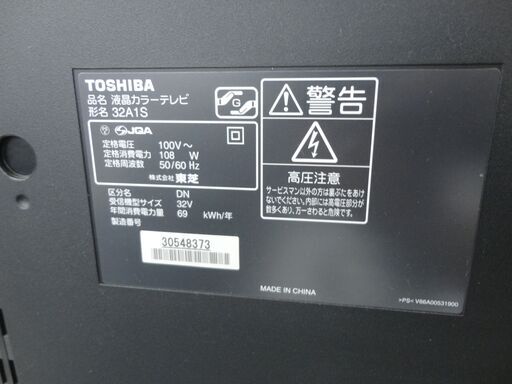 TOSHIBA
品名 液晶カラーテレビ
形名 32A1S
G
JQA
定格電圧 100V～
定格消費電力 108 W
定格周波数 50/60 Hz
株式会社 東芝
区分名 DN
受信機型サイズ 32V
年間消費電力量 69 kWh/年
製造番号
30548373
警告
高圧注意
サービスマン以外の方は裏ぶたをあけ
ないでください。内部には高電圧部分が
数多くあり、万一さわると危険です。
MADE IN CHINA
>PS< V66A00531900